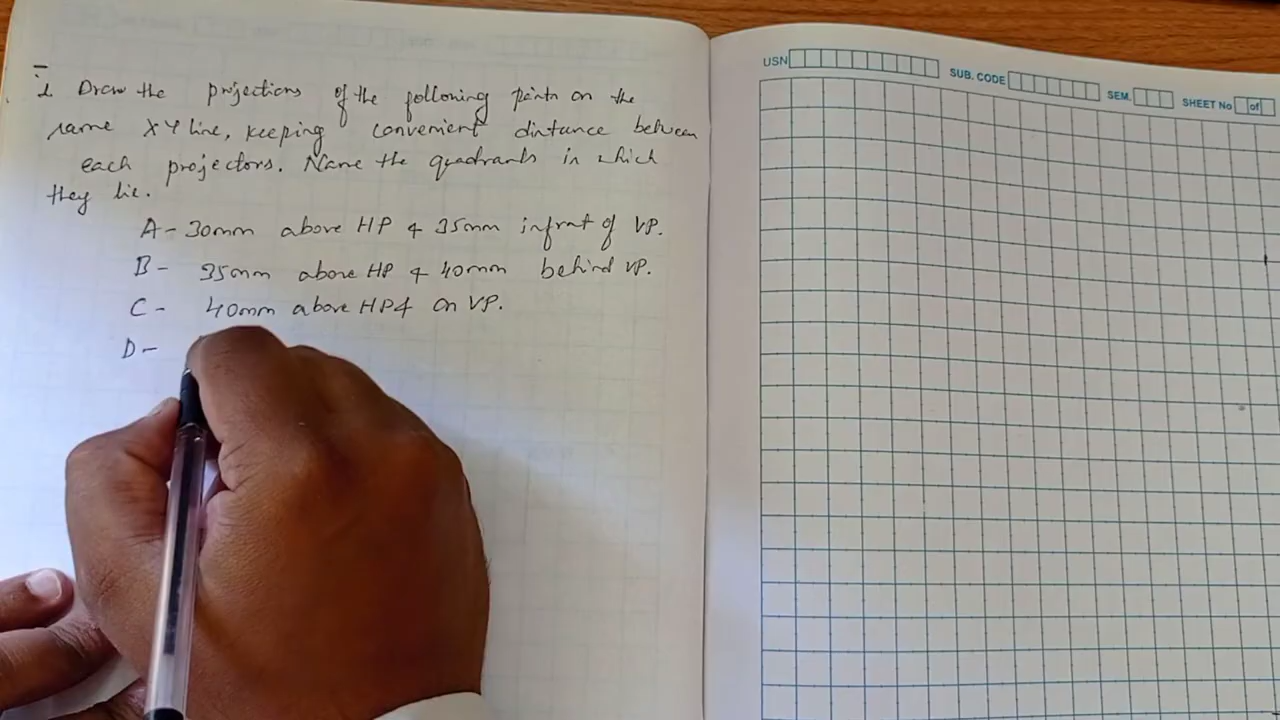 1. Draw the projections of the following points on the
same XY line, keeping convenient distance between
each projectors. Name the quadrants in which
they lie.
A - 30mm above HP & 35mm infront of VP.
B - 35mm above HP & 40mm behind VP.
C - 40mm above HP & on VP.
D -
USN SUB. CODE SEM. SHEET No of